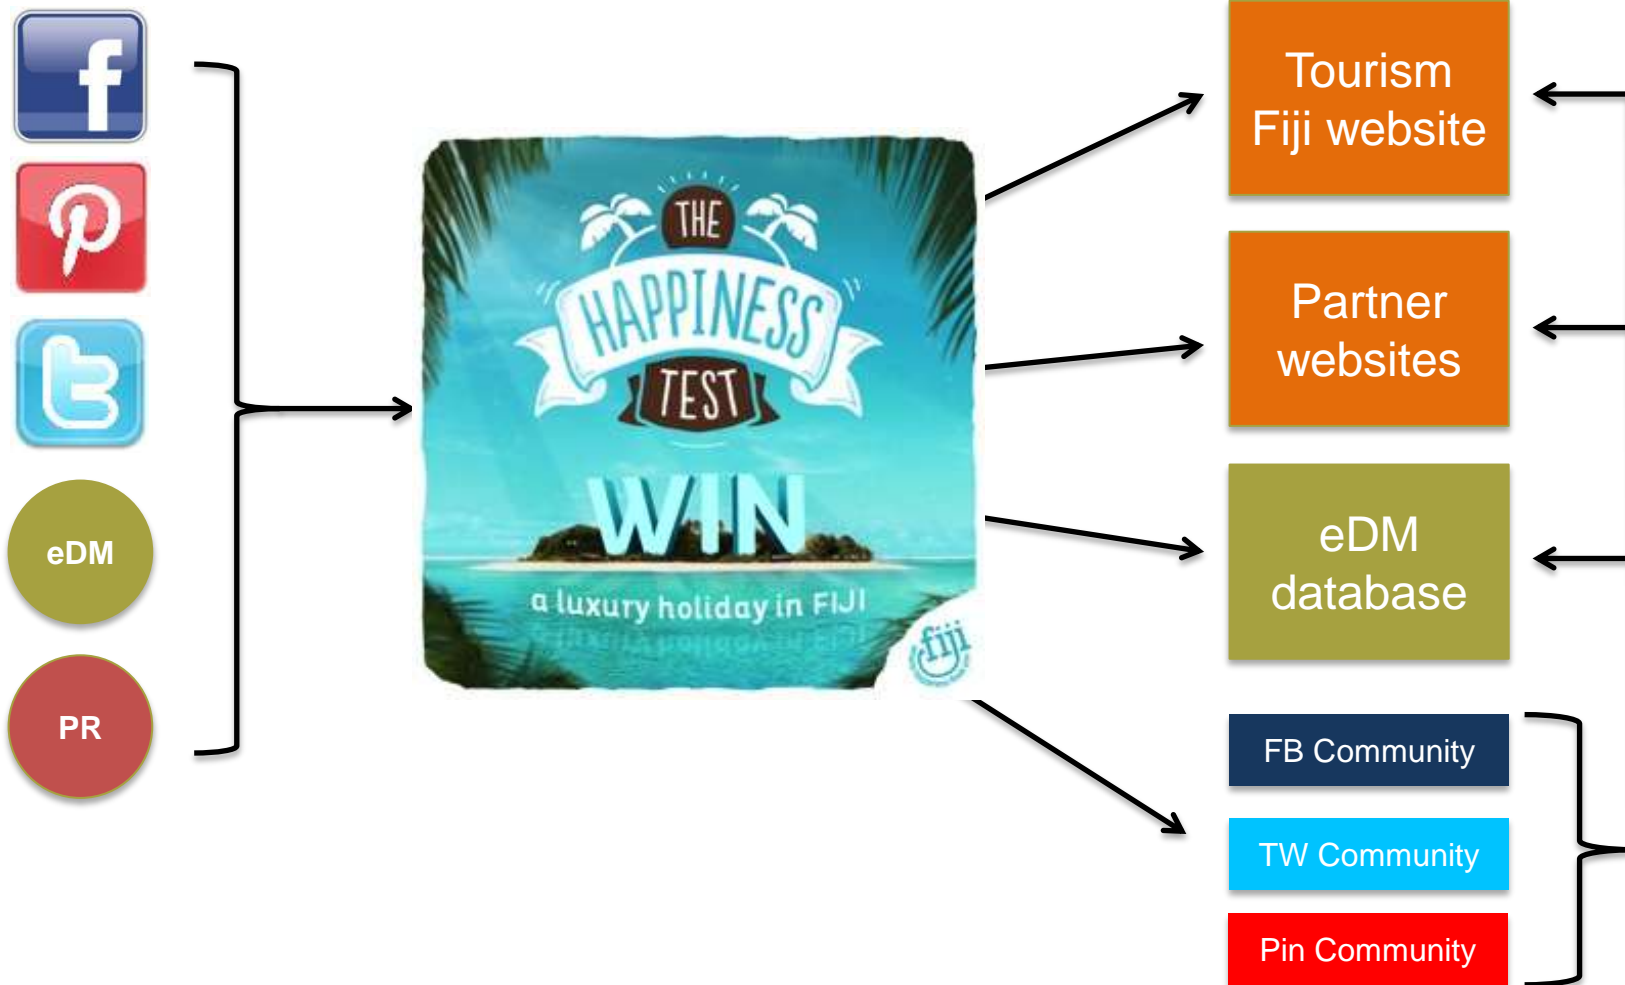 f
eDM
PR
THE
HAPPINESS
TEST
WIN
a luxury holiday in FIJI
fiji
Tourism
Fiji website
Partner
websites
eDM
database
FB Community
TW Community
Pin Community